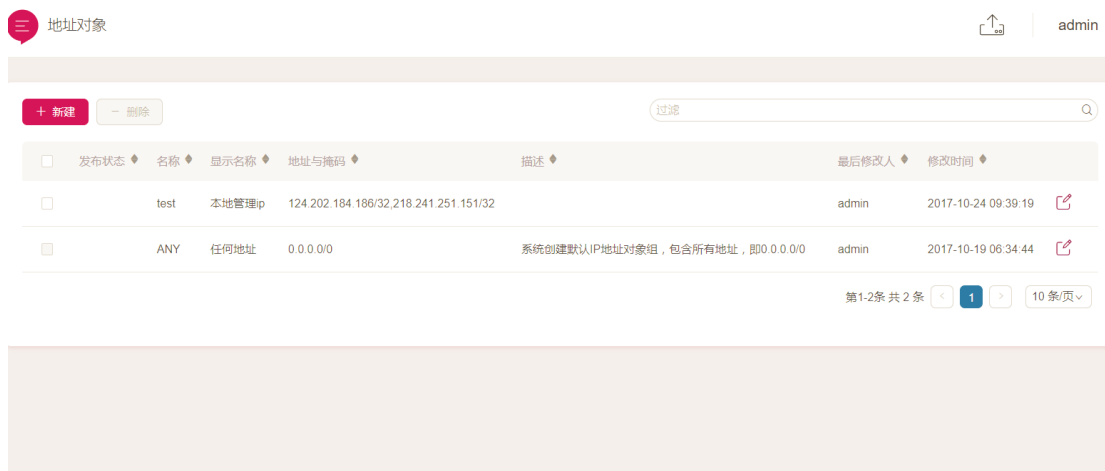 地址对象
admin
+ 新建
- 删除
过滤
发布状态 名称 显示名称 地址与掩码 描述 最后修改人 修改时间
test 本地管理ip 124.202.184.186/32,218.241.251.151/32 admin 2017-10-24 09:39:19
ANY 任何地址 0.0.0.0/0 系统创建默认IP地址对象组，包含所有地址，即0.0.0.0/0 admin 2017-10-19 06:34:44
第1-2条 共 2 条 < 1 > 10 条/页